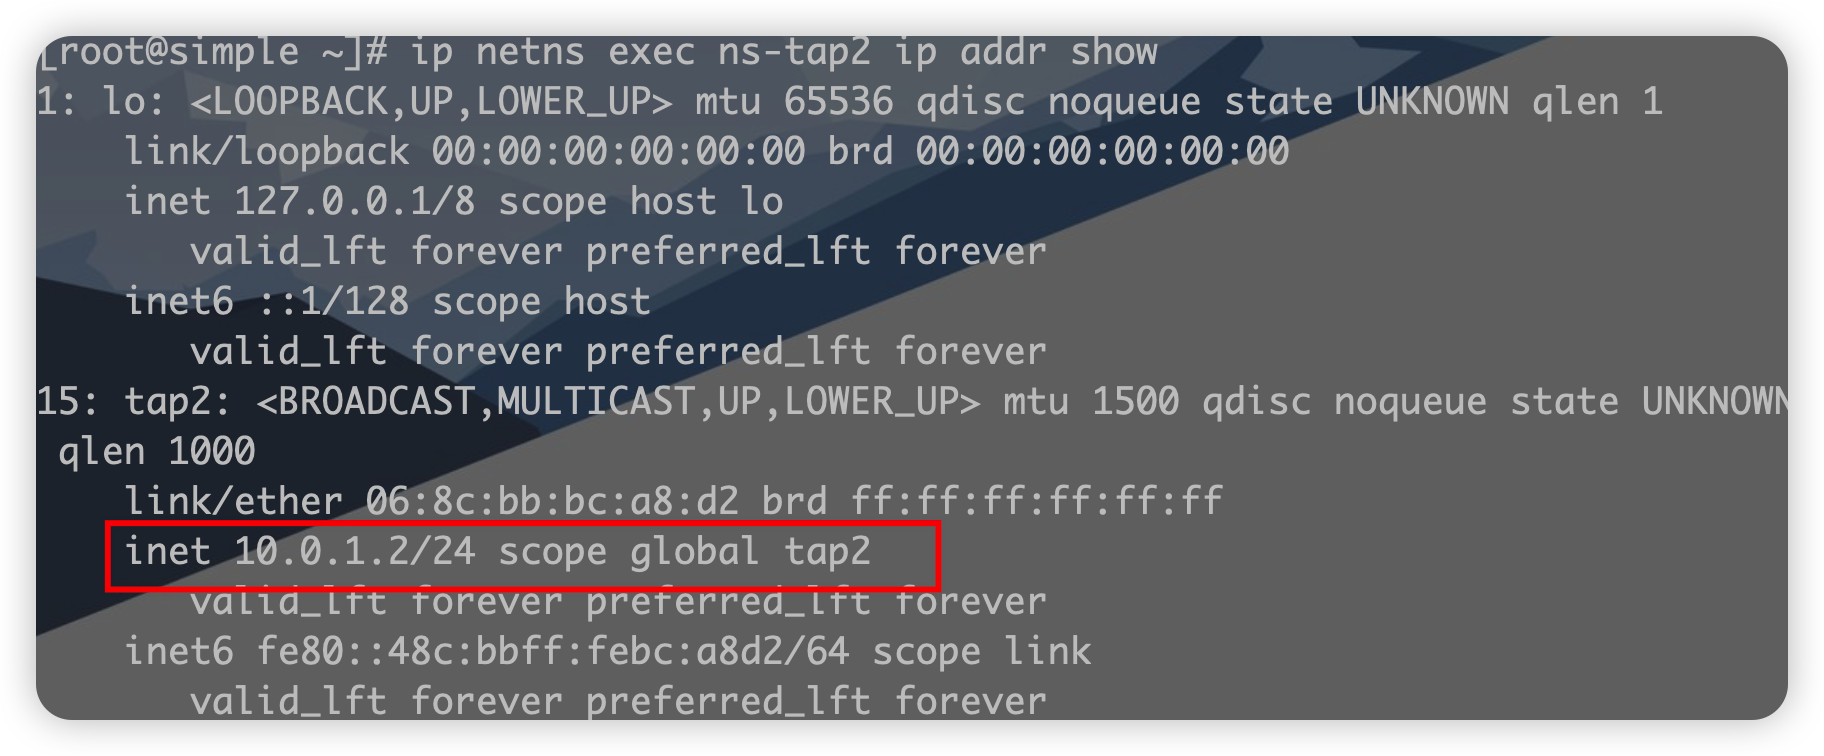 [root@simple ~]# ip netns exec ns-tap2 ip addr show
1: lo: <LOOPBACK,UP,LOWER_UP> mtu 65536 qdisc noqueue state UNKNOWN qlen 1
link/loopback 00:00:00:00:00:00 brd 00:00:00:00:00:00
inet 127.0.0.1/8 scope host lo
valid_lft forever preferred_lft forever
inet6 ::1/128 scope host
valid_lft forever preferred_lft forever
15: tap2: <BROADCAST,MULTICAST,UP,LOWER_UP> mtu 1500 qdisc noqueue state UNKNOWN
qlen 1000
link/ether 06:8c:bb:bc:a8:d2 brd ff:ff:ff:ff:ff:ff
inet 10.0.1.2/24 scope global tap2
valid_lft forever preferred_lft forever
inet6 fe80::48c:bbff:febc:a8d2/64 scope link
valid_lft forever preferred_lft forever